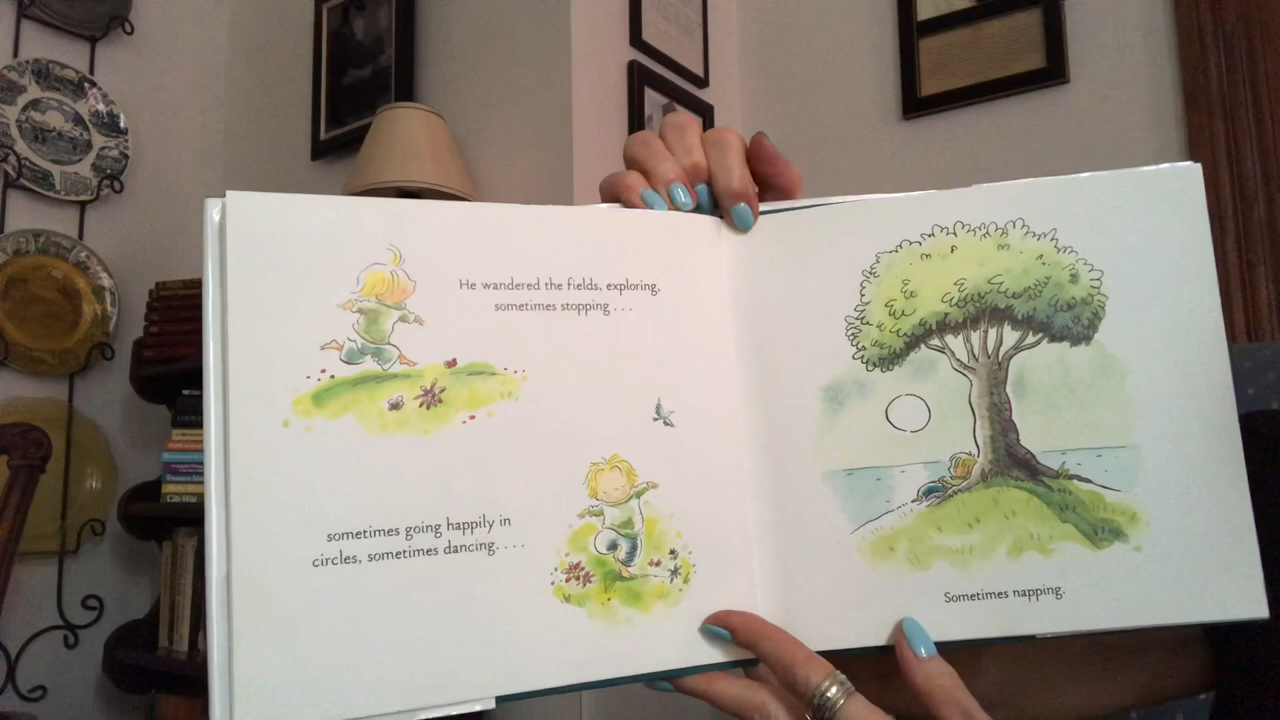 He wandered the fields, exploring,
sometimes stopping . . .
sometimes going happily in
circles, sometimes dancing. . . .
Sometimes napping.